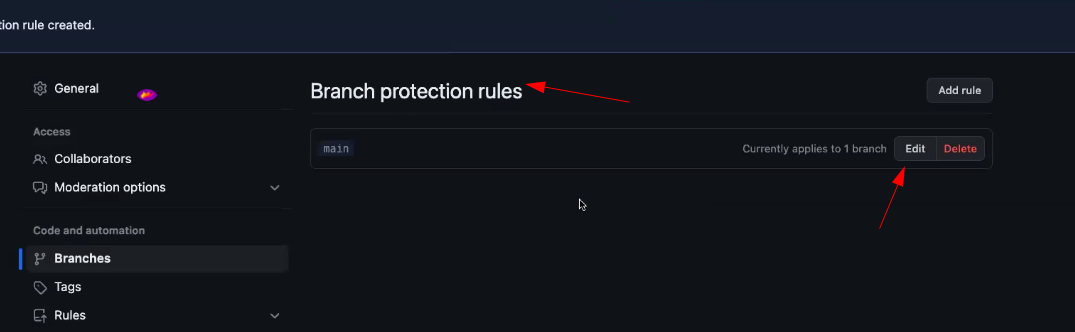 tion rule created.
General
Access
Collaborators
Moderation options
Code and automation
Branches
Tags
Rules
Branch protection rules
Add rule
main
Currently applies to 1 branch
Edit
Delete